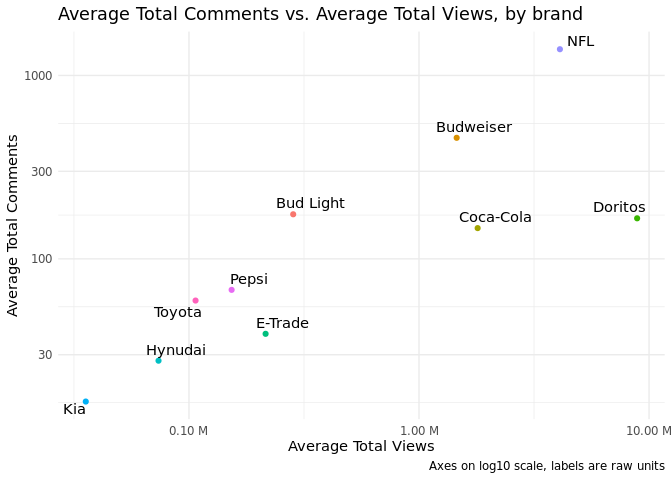 Average Total Comments vs. Average Total Views, by brand
NFL
1000
Budweiser
300
Bud Light
Doritos
Coca-Cola
100
Pepsi
Toyota
E-Trade
Hynudai
30
Kia
Average Total Comments
0.10 M
1.00 M
10.00 M
Average Total Views
Axes on log10 scale, labels are raw units